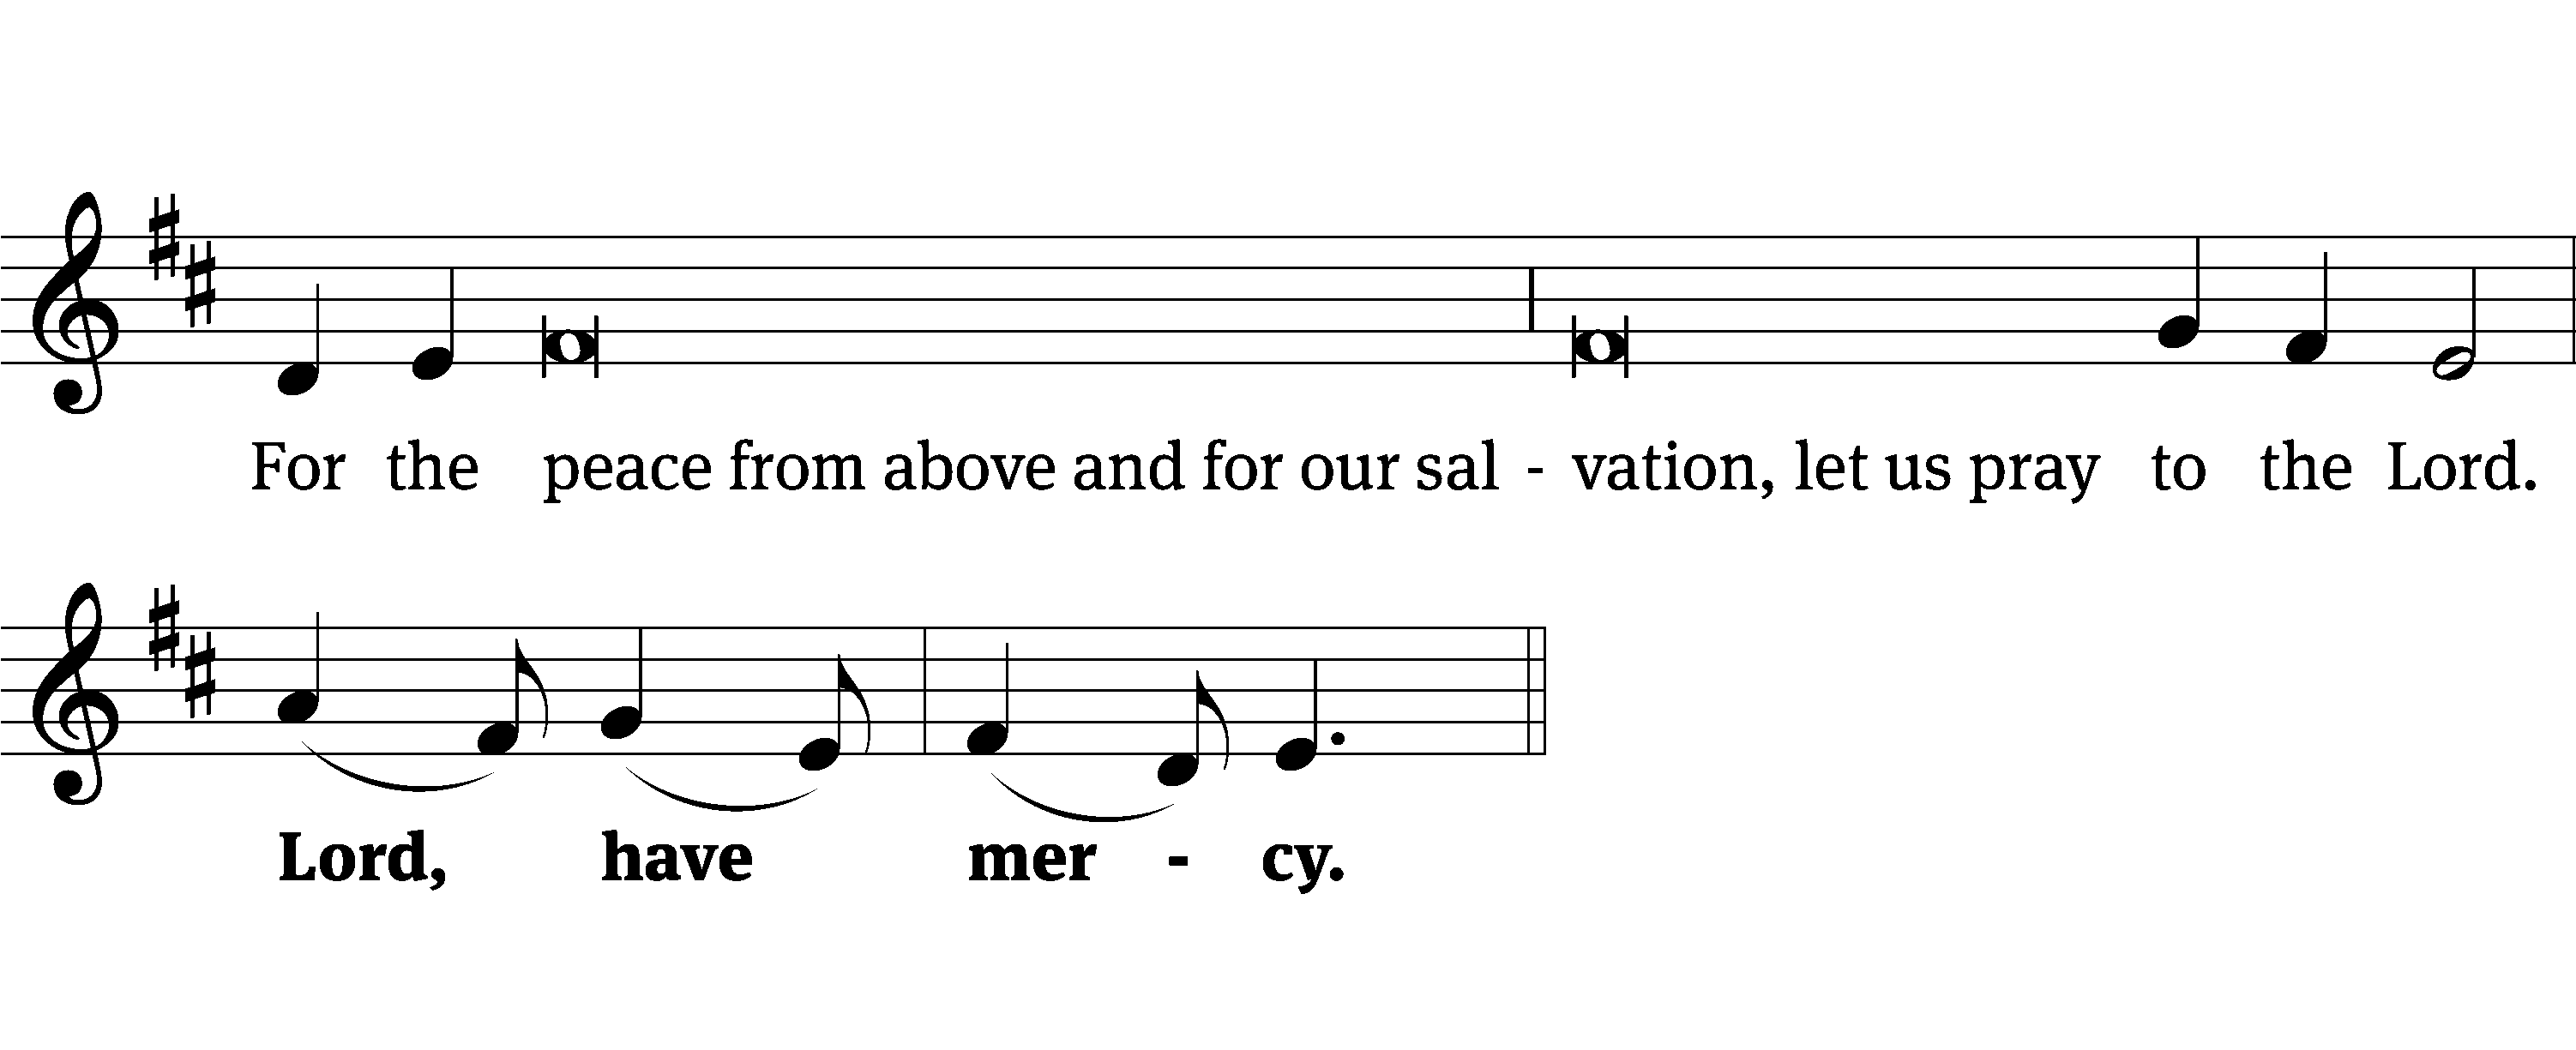 For the peace from above and for our sal - vation, let us pray to the Lord.
Lord, have mer - cy.